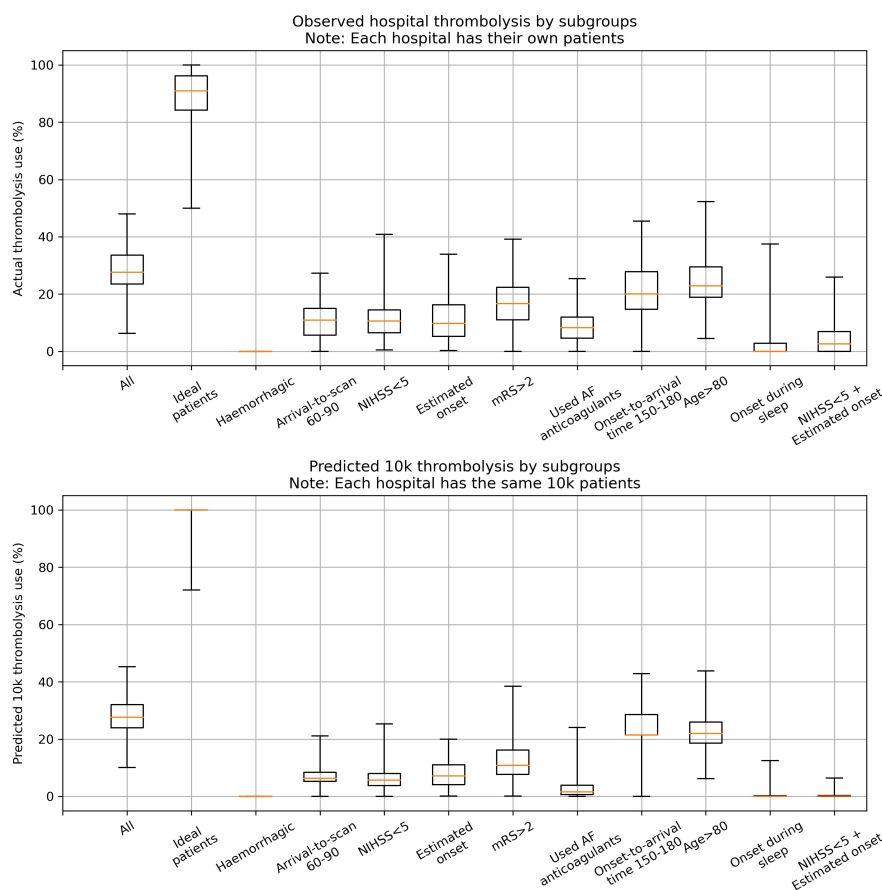 Observed hospital thrombolysis by subgroups
Note: Each hospital has their own patients
Actual thrombolysis use (%)
100
80
60
40
20
0
All
Ideal
patients
Haemorrhagic
Arrival-to-scan
60-90
NIHSS<5
Estimated
onset
mRS>2
Used AF
anticoagulants
Onset-to-arrival
time 150-180
Age>80
Onset during
sleep
NIHSS<5 +
Estimated onset
Predicted 10k thrombolysis by subgroups
Note: Each hospital has the same 10k patients
Predicted 10k thrombolysis use (%)
100
80
60
40
20
0
All
Ideal
patients
Haemorrhagic
Arrival-to-scan
60-90
NIHSS<5
Estimated
onset
mRS>2
Used AF
anticoagulants
Onset-to-arrival
time 150-180
Age>80
Onset during
sleep
NIHSS<5 +
Estimated onset